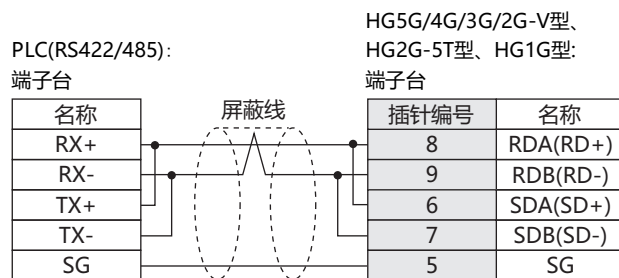 HG5G/4G/3G/2G-V型、
PLC(RS422/485): HG2G-5T型、HG1G型:
端子台 端子台
名称 屏蔽线 插针编号 名称
RX+ 8 RDA(RD+)
RX- 9 RDB(RD-)
TX+ 6 SDA(SD+)
TX- 7 SDB(SD-)
SG 5 SG